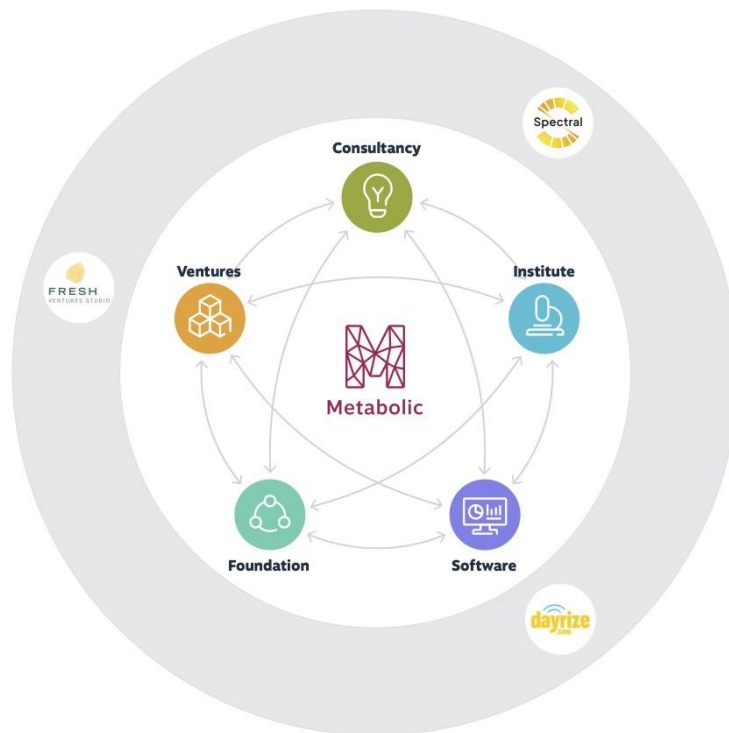 Spectral
Consultancy
FRESH
VENTURES STUDIO
Ventures
Institute
Metabolic
Foundation
Software
dayrize
.com